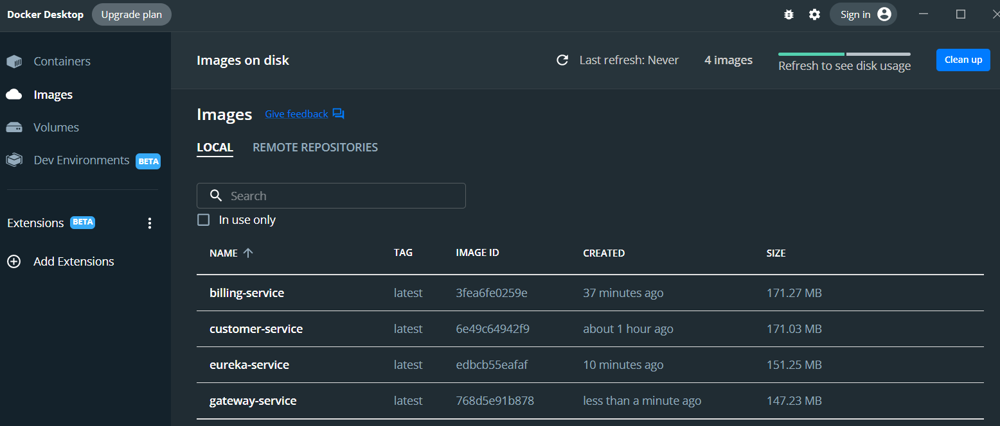 Docker Desktop Upgrade plan Sign in
Containers
Images
Volumes
Dev Environments BETA
Extensions BETA
Add Extensions
Images on disk Last refresh: Never 4 images Refresh to see disk usage Clean up
Images Give feedback
LOCAL REMOTE REPOSITORIES
Search
In use only
NAME TAG IMAGE ID CREATED SIZE
billing-service latest 3fea6fe0259e 37 minutes ago 171.27 MB
customer-service latest 6e49c64942f9 about 1 hour ago 171.03 MB
eureka-service latest edbcb55eafaf 10 minutes ago 151.25 MB
gateway-service latest 768d5e91b878 less than a minute ago 147.23 MB